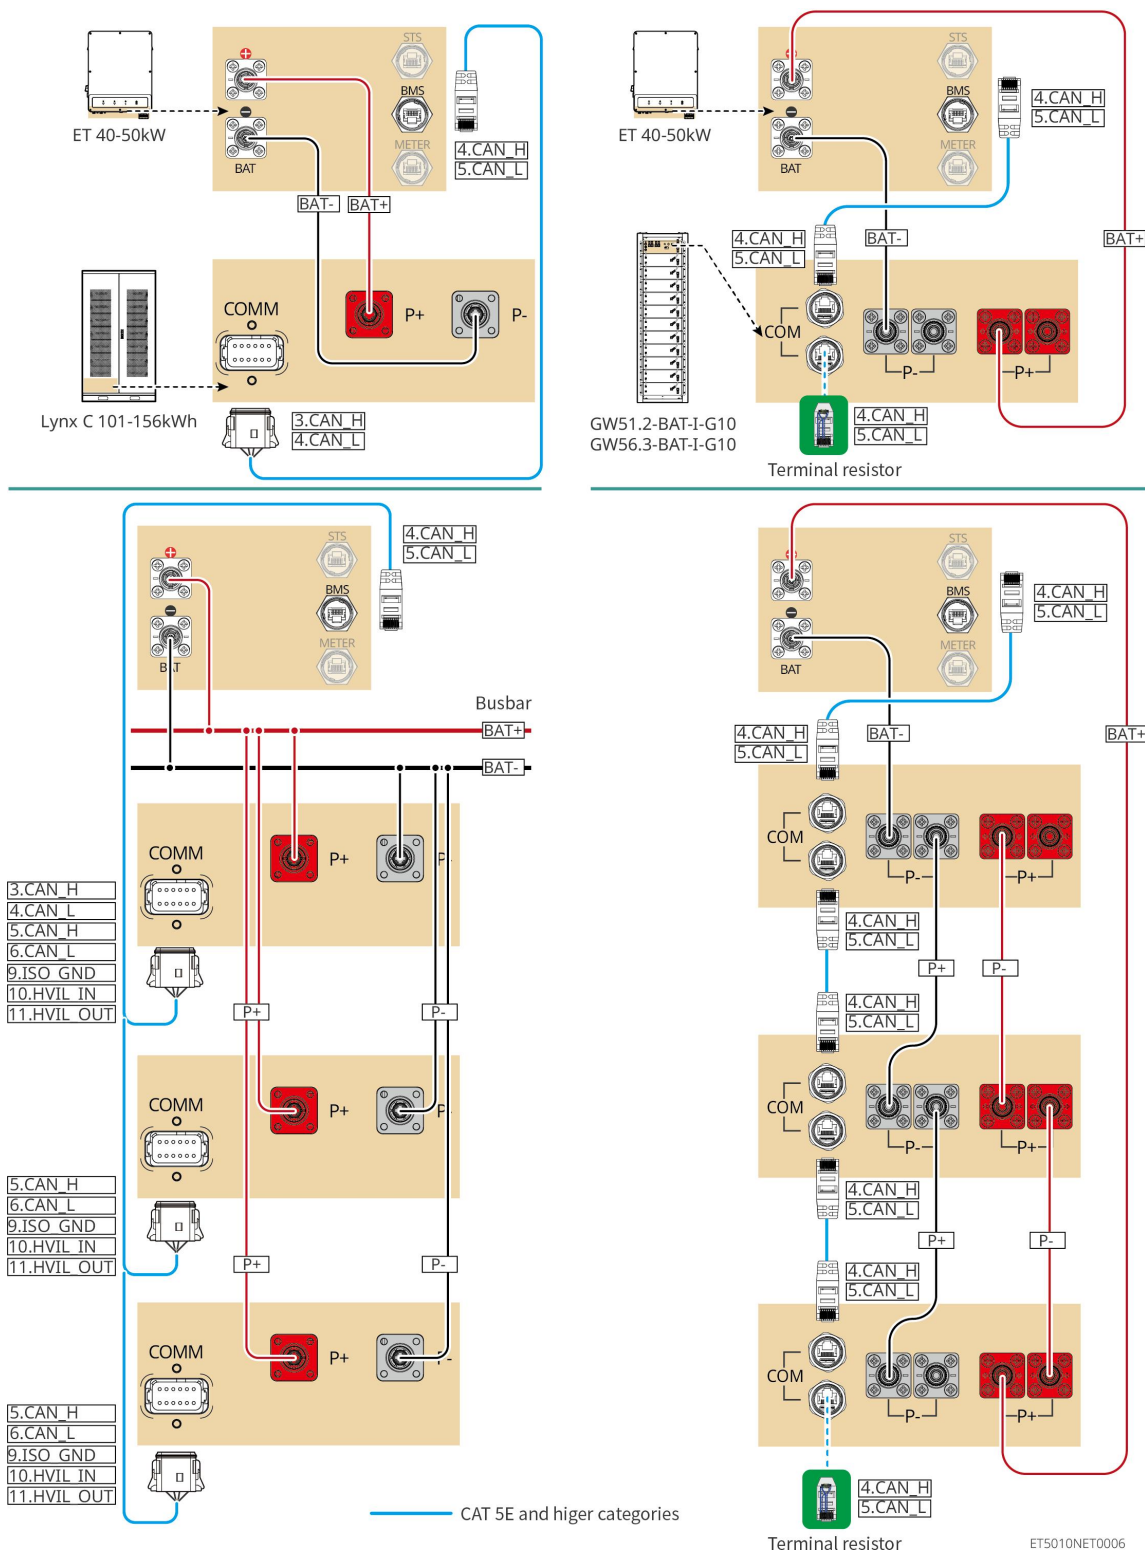 STS
BMS
METER
BAT
ET 40-50kW
4.CAN_H
5.CAN_L
BAT-
BAT+
COMM
P+
P-
Lynx C 101-156kWh
3.CAN_H
4.CAN_L
STS
BMS
METER
BAT
ET 40-50kW
4.CAN_H
5.CAN_L
4.CAN_H
5.CAN_L
BAT-
BAT+
COM
P-
P+
GW51.2-BAT-I-G10
GW56.3-BAT-I-G10
4.CAN_H
5.CAN_L
Terminal resistor
4.CAN_H
5.CAN_L
STS
BMS
METER
BAT
Busbar
BAT+
BAT-
COMM
P+
P-
3.CAN_H
4.CAN_L
5.CAN_H
6.CAN_L
9.ISO_GND
10.HVIL_IN
11.HVIL_OUT
P+
P-
COMM
P+
P-
5.CAN_H
6.CAN_L
9.ISO_GND
10.HVIL_IN
11.HVIL_OUT
P+
P-
COMM
P+
P-
5.CAN_H
6.CAN_L
9.ISO_GND
10.HVIL_IN
11.HVIL_OUT
CAT 5E and higer categories
STS
BMS
METER
BAT
4.CAN_H
5.CAN_L
4.CAN_H
5.CAN_L
BAT-
BAT+
COM
P-
P+
4.CAN_H
5.CAN_L
P+
P-
4.CAN_H
5.CAN_L
COM
P-
P+
4.CAN_H
5.CAN_L
P+
P-
4.CAN_H
5.CAN_L
COM
P-
P+
4.CAN_H
5.CAN_L
Terminal resistor
ET5010NET0006